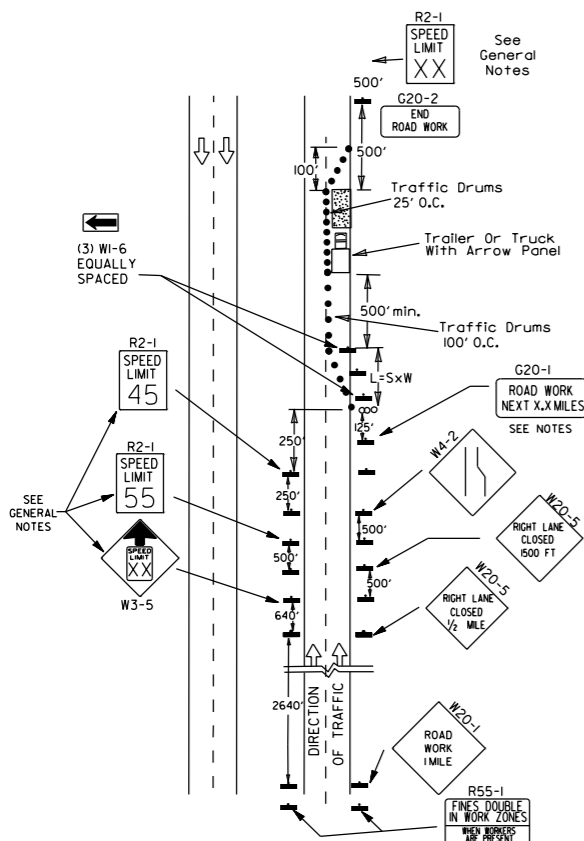 R2-1
SPEED
LIMIT
XX
See
General
Notes
500'
G20-2
END
ROAD WORK
100'
500'
Traffic Drums
25' O.C.
(3) W1-6
EQUALLY
SPACED
Trailer Or Truck
With Arrow Panel
500' min.
Traffic Drums
100' O.C.
R2-1
SPEED
LIMIT
45
L=SxW
G20-1
ROAD WORK
NEXT X.X MILES
SEE NOTES
125'
250'
R2-1
SPEED
LIMIT
55
250'
W4-2
SEE
GENERAL
NOTES
500'
500'
W20-5
RIGHT LANE
CLOSED
1500 FT
SPEED
LIMIT
XX
W3-5
500'
640'
W20-5
RIGHT LANE
CLOSED
1/2 MILE
2640'
DIRECTION
OF TRAFFIC
W20-1
ROAD
WORK
1 MILE
R55-1
FINES DOUBLE
IN WORK ZONES
WHEN WORKERS
ARE PRESENT